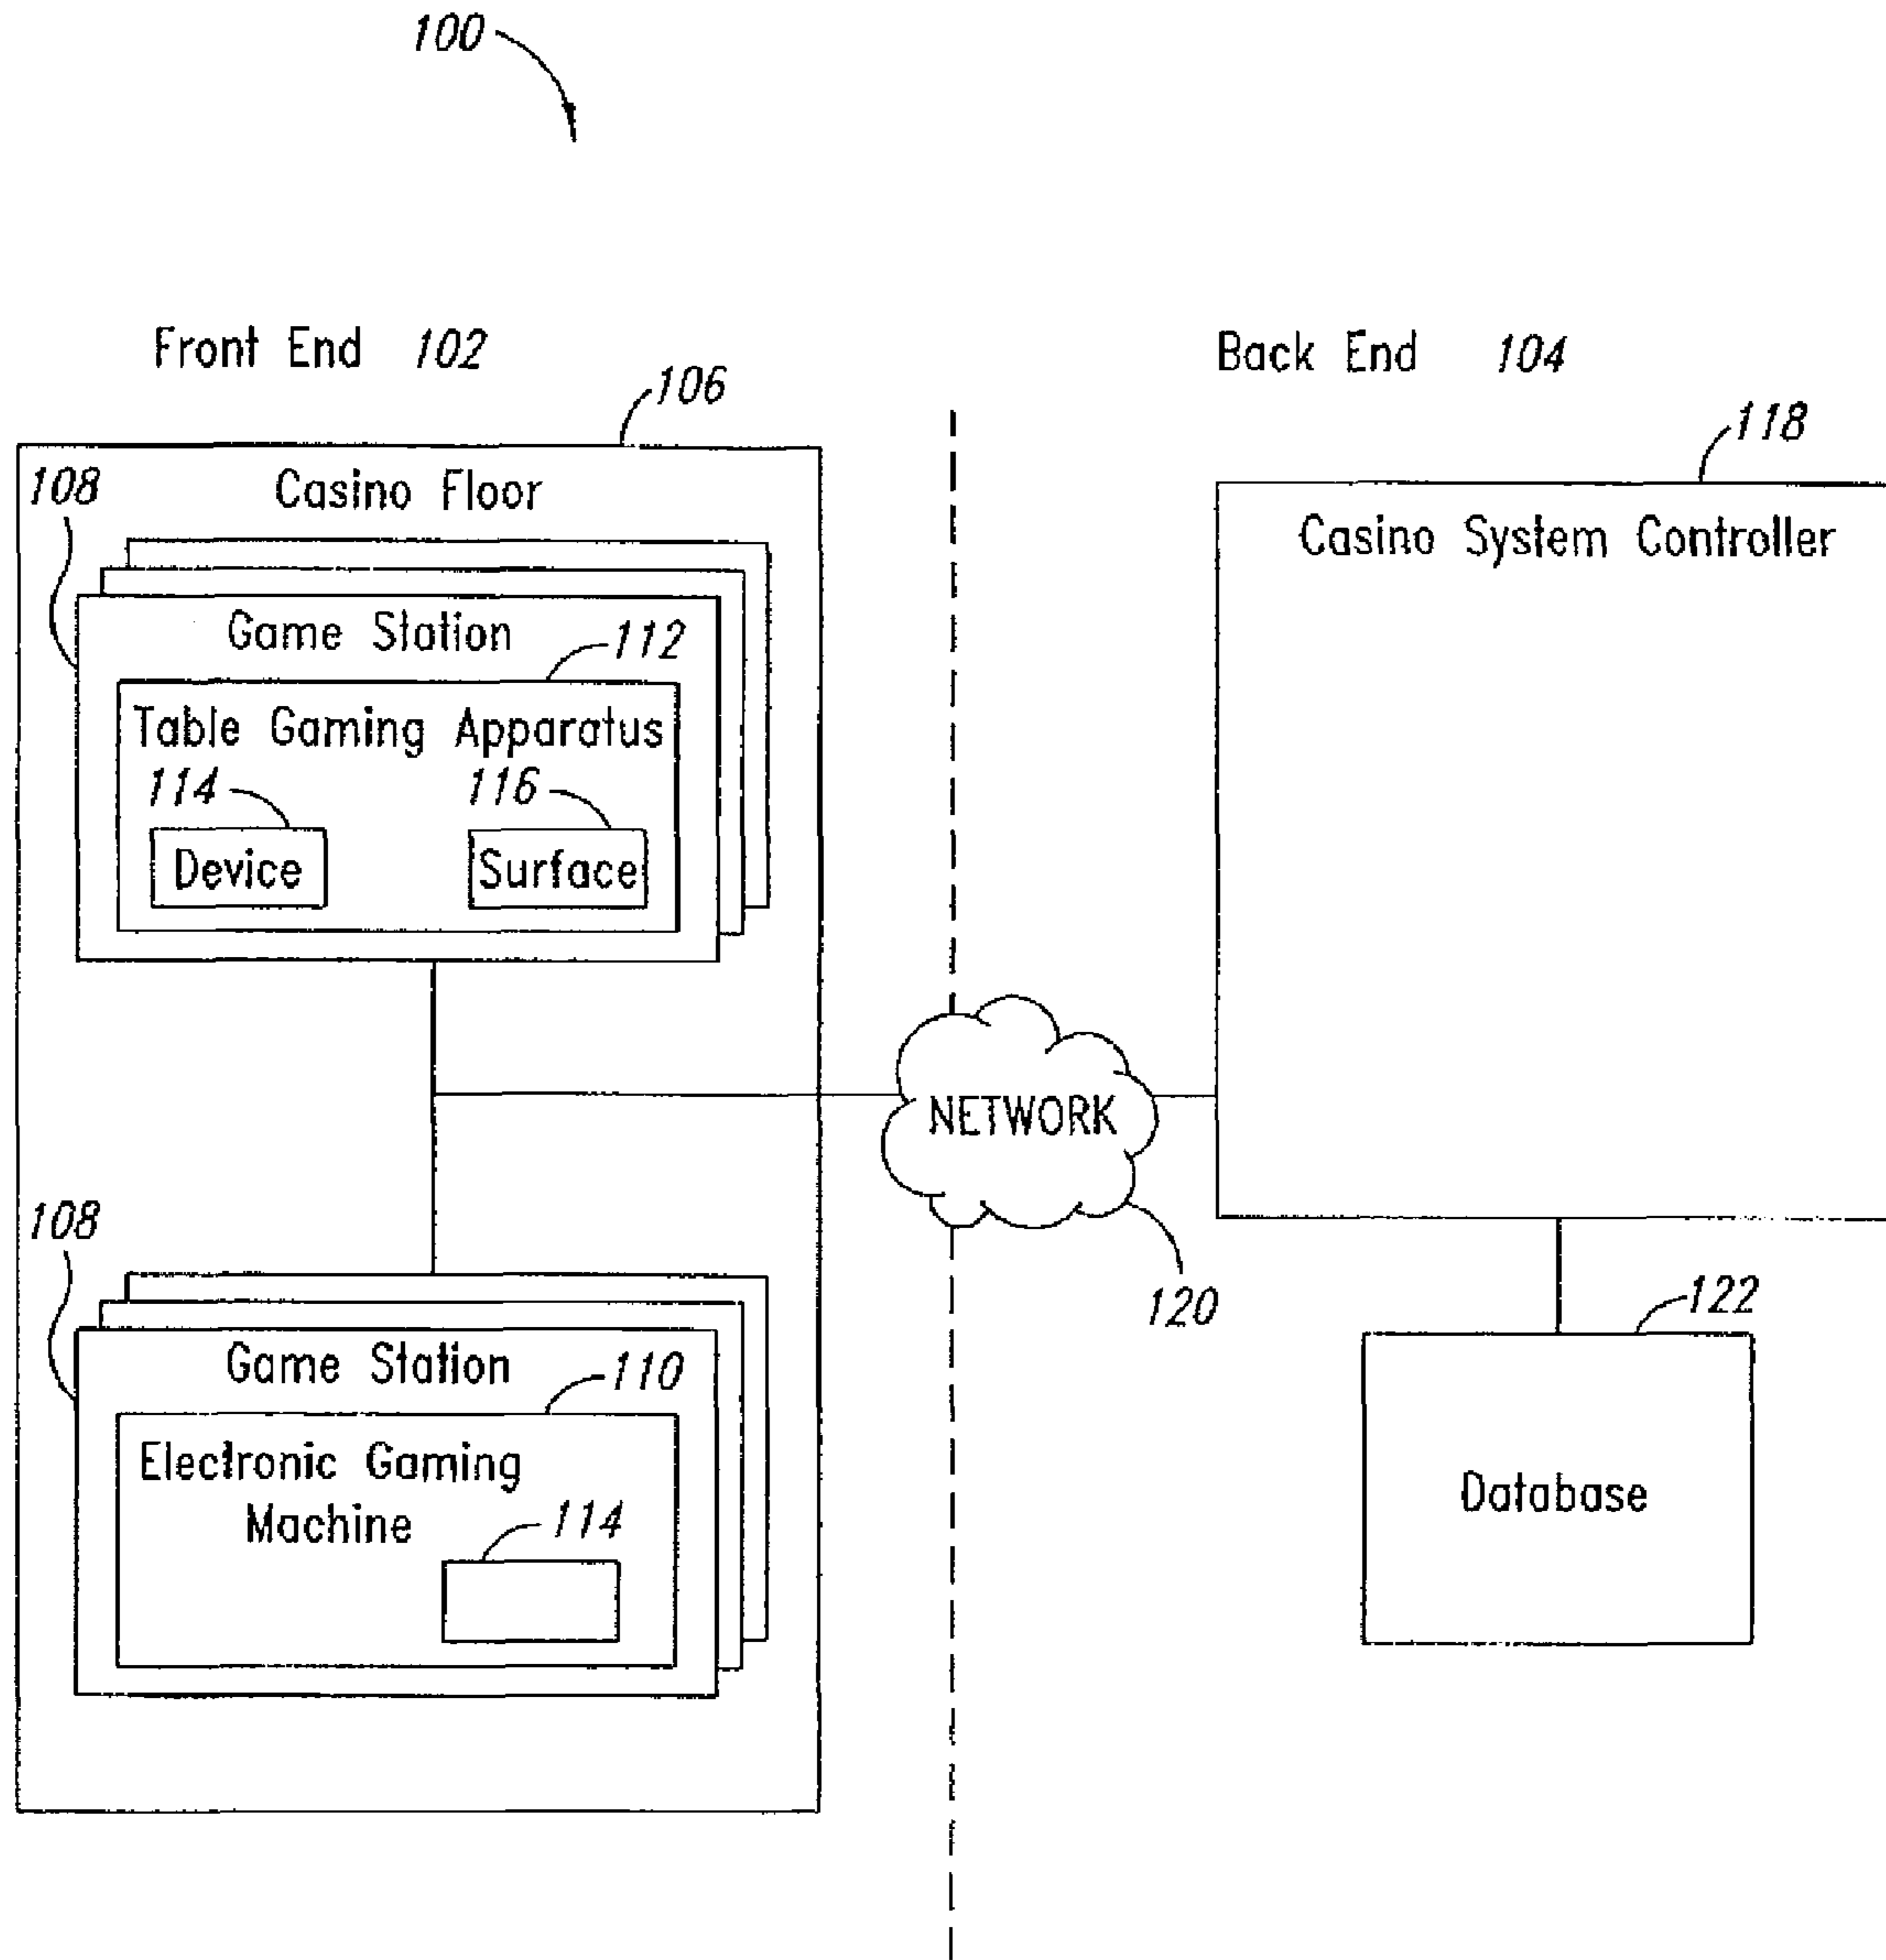 100
Front End 102
106
Casino Floor
108
Game Station
112
Table Gaming Apparatus
114
116
Device
Surface
108
Game Station
110
Electronic Gaming
Machine
114
NETWORK
120
Back End 104
118
Casino System Controller
122
Database